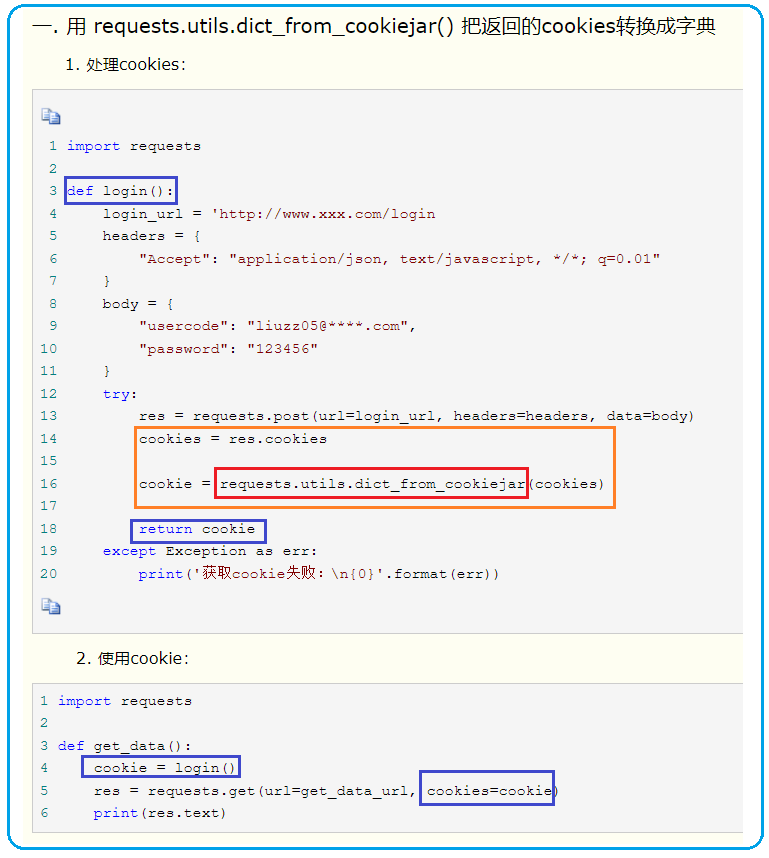 一. 用 requests.utils.dict_from_cookiejar() 把返回的cookies转换成字典
1. 处理cookies：
1 import requests
2
3 def login():
4     login_url = 'http://www.xxx.com/login
5     headers = {
6         "Accept": "application/json, text/javascript, */*; q=0.01"
7     }
8     body = {
9         "usercode": "liuzz05@****.com",
10         "password": "123456"
11     }
12     try:
13         res = requests.post(url=login_url, headers=headers, data=body)
14         cookies = res.cookies
15
16         cookie = requests.utils.dict_from_cookiejar(cookies)
17
18         return cookie
19     except Exception as err:
20         print('获取cookie失败：\n{0}'.format(err))
2. 使用cookie：
1 import requests
2
3 def get_data():
4     cookie = login()
5     res = requests.get(url=get_data_url, cookies=cookie)
6     print(res.text)